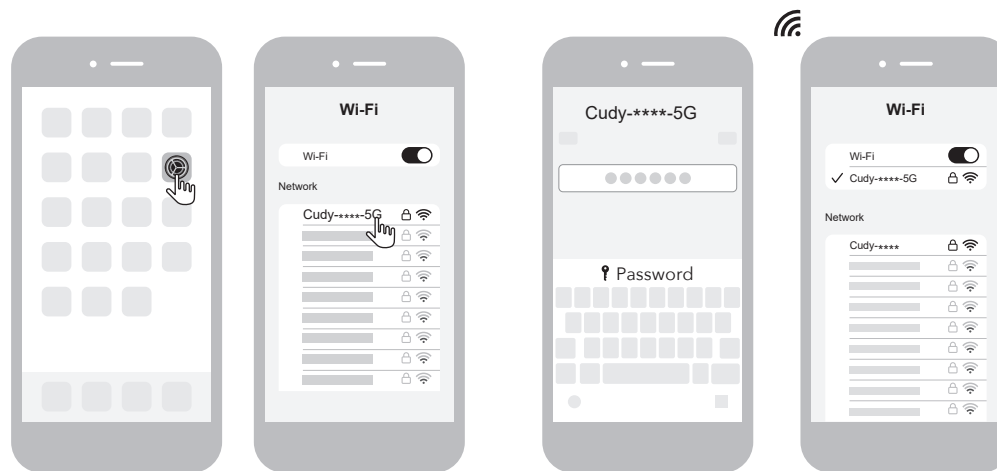 Wi-Fi
Wi-Fi
Network
Cudy-****-5G
Cudy-****-5G
Password
Wi-Fi
Wi-Fi
Cudy-****-5G
Network
Cudy-****